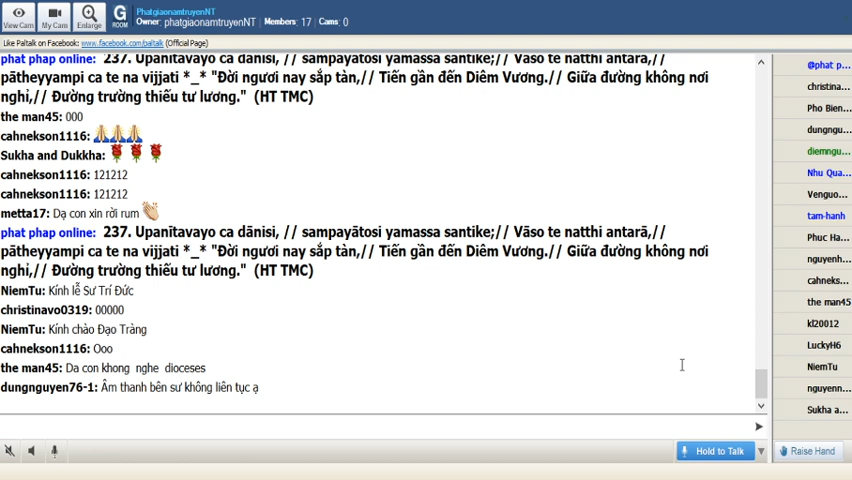 PhatgiaonamtruyenNT
Owner: phatgiaonamtruyenNT Members: 17 Cams: 0
View Cam My Cam Enlarge G ROOM
Like Paltalk on Facebook: www.facebook.com/paltalk (Official Page)
phat phap online: 237. Upanītavayo ca dānisi, // sampayātosi yamassa santike;// Vāso te natthi antarā,//
pātheyyampi ca te na vijjati *_* "Đời ngươi nay sắp tàn,// Tiến gần đến Diêm Vương.// Giữa đường không nơi
nghỉ,// Đường trường thiếu tư lương." (HT TMC)
the man45: 000
cahnekson1116:
Sukha and Dukkha:
cahnekson1116: 121212
cahnekson1116: 121212
metta17: Dạ con xin rời rum
phat phap online: 237. Upanītavayo ca dānisi, // sampayātosi yamassa santike;// Vāso te natthi antarā,//
pātheyyampi ca te na vijjati *_* "Đời ngươi nay sắp tàn,// Tiến gần đến Diêm Vương.// Giữa đường không nơi
nghỉ,// Đường trường thiếu tư lương." (HT TMC)
NiemTu: Kính lễ Sư Trí Đức
christinavo0319: 00000
NiemTu: Kính chào Đạo Tràng
cahnekson1116: Ooo
the man45: Da con khong nghe dioceses
dungnguyen76-1: Âm thanh bên sư không liên tục ạ
@phat p...
christina...
Pho Bien...
dungngu...
diemngu...
Nhu Qua...
Venguo...
tam-hanh
Phuc Ha...
nguyenh...
cahneks...
the man45
kl20012
LuckyH6
NiemTu
nguyenn...
Sukha a...
Hold to Talk
Raise Hand